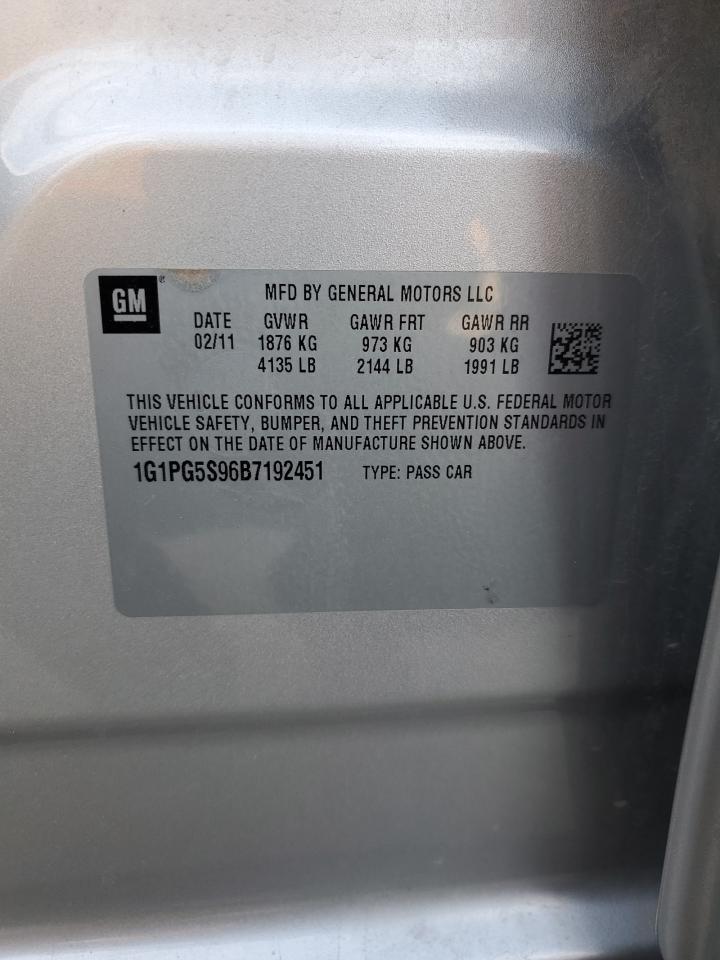 GM®
MFD BY GENERAL MOTORS LLC
DATE GVWR GAWR FRT GAWR RR
02/11 1876 KG 973 KG 903 KG
4135 LB 2144 LB 1991 LB
THIS VEHICLE CONFORMS TO ALL APPLICABLE U.S. FEDERAL MOTOR
VEHICLE SAFETY, BUMPER, AND THEFT PREVENTION STANDARDS IN
EFFECT ON THE DATE OF MANUFACTURE SHOWN ABOVE.
1G1PG5S96B7192451 TYPE: PASS CAR